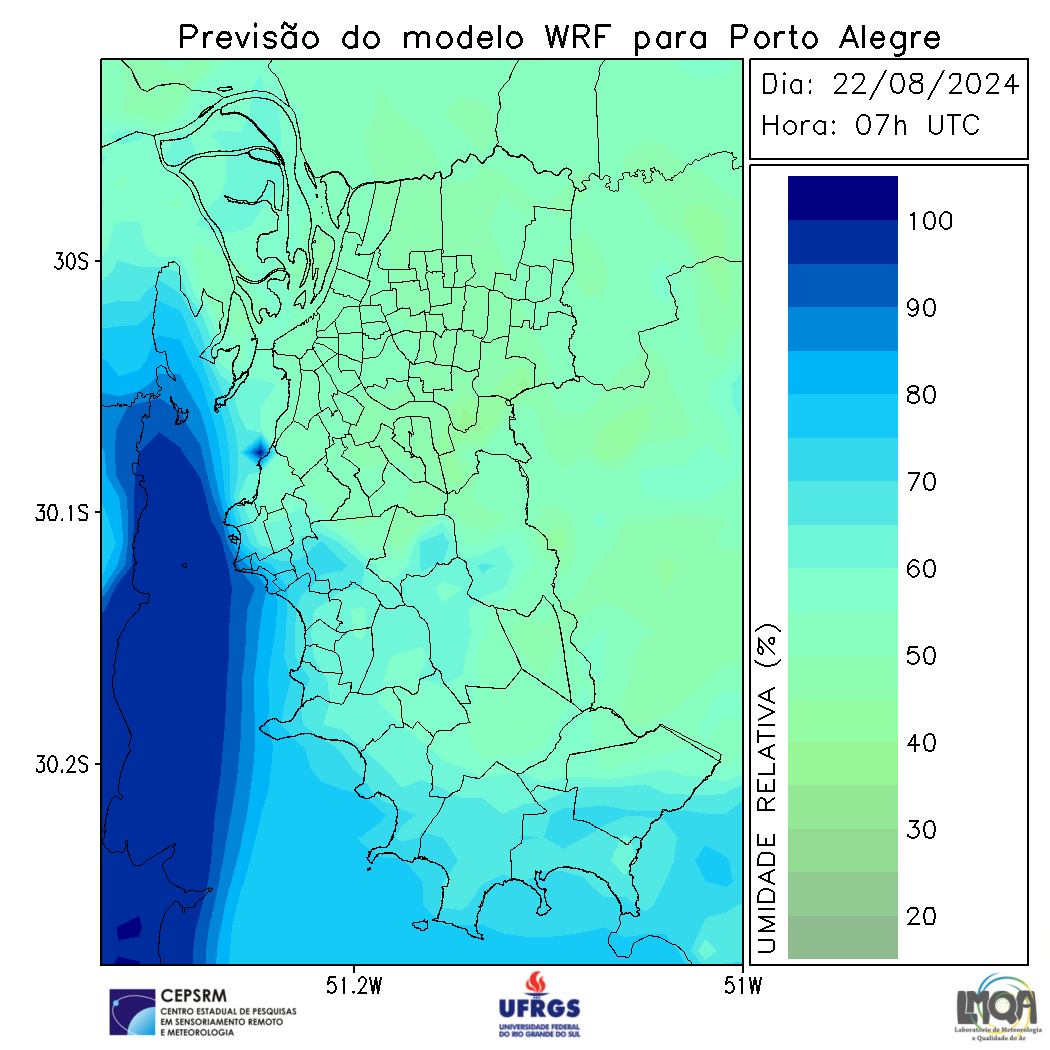 Previsão do modelo WRF para Porto Alegre
Dia: 22/08/2024
Hora: 07h UTC
30S
30.1S
30.2S
51.2W
51W
UMIDADE RELATIVA (%)
100
90
80
70
60
50
40
30
20
CEPSRM
CENTRO ESTADUAL DE PESQUISAS
EM SENSORIAMENTO REMOTO
E METEOROLOGIA
UFRGS
UNIVERSIDADE FEDERAL
DO RIO GRANDE DO SUL
LMQA
Laboratório de Meteorologia
e Qualidade do Ar